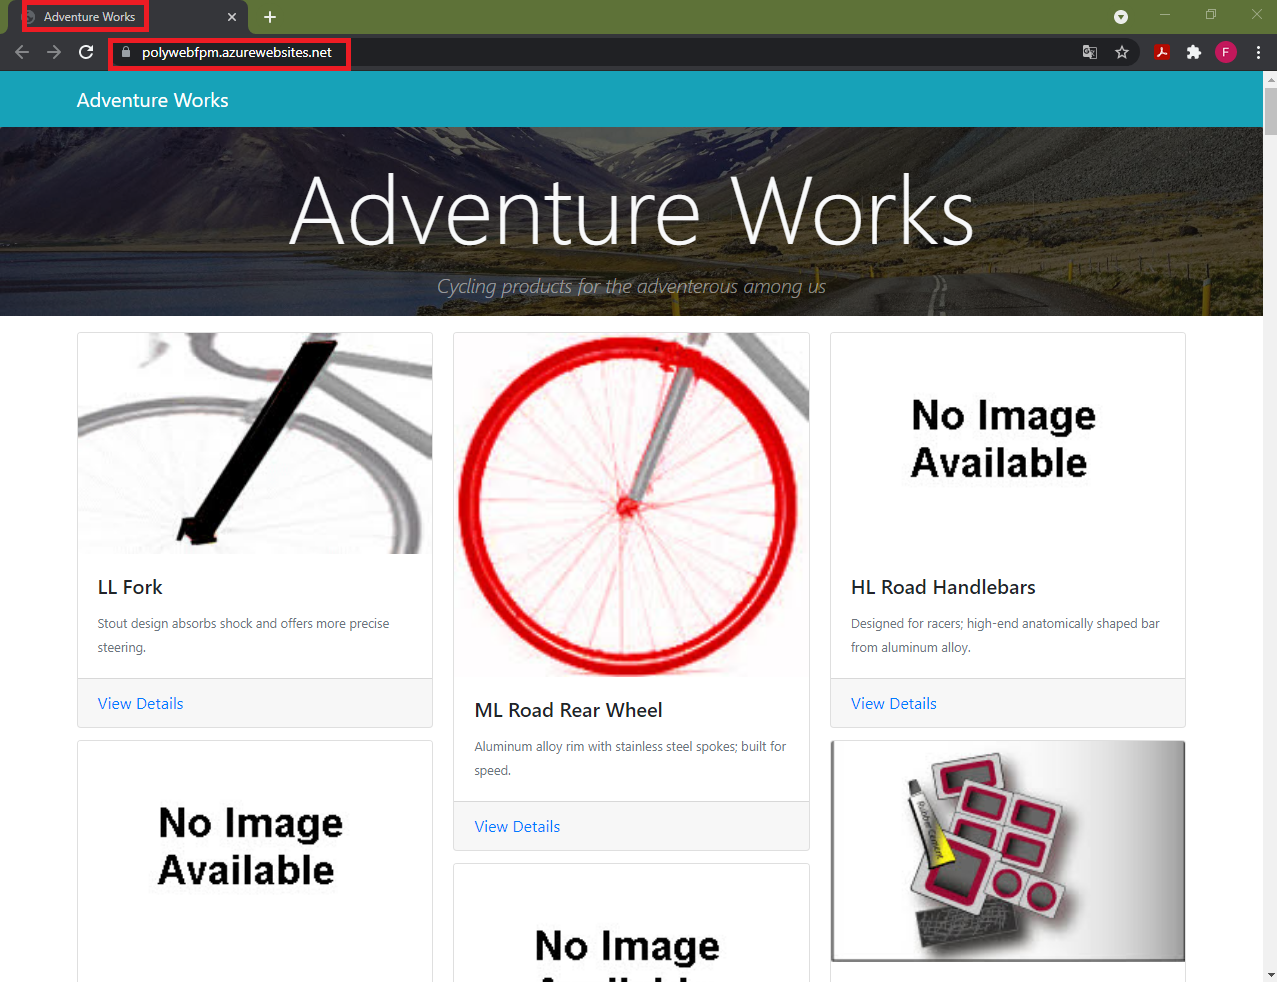 Adventure Works
polywebfpm.azurewebsites.net
F
Adventure Works
Adventure Works
Cycling products for the adventerous among us
LL Fork
Stout design absorbs shock and offers more precise
steering.
View Details
No Image
Available
ML Road Rear Wheel
Aluminum alloy rim with stainless steel spokes; built for
speed.
View Details
No Image
No Image
Available
HL Road Handlebars
Designed for racers; high-end anatomically shaped bar
from aluminum alloy.
View Details
Rubber Cement